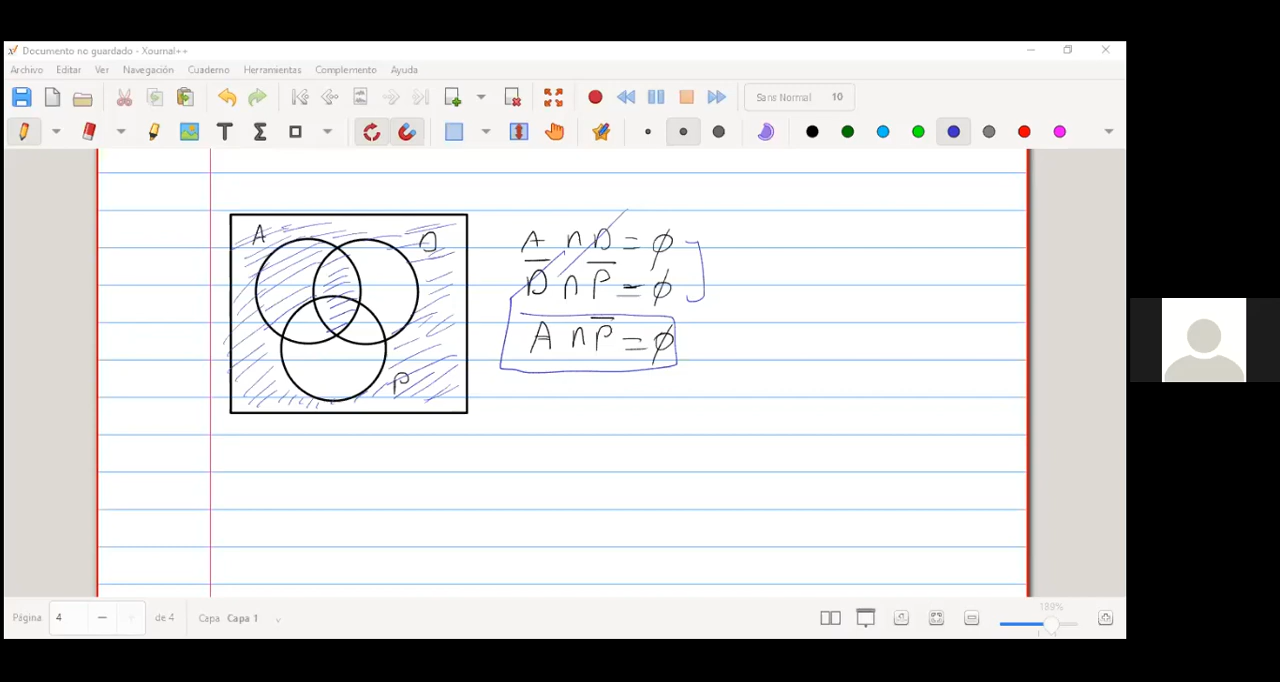 Documento no guardado - Xournal++
Archivo Editar Ver Navegación Cuaderno Herramientas Complemento Ayuda
Sans Normal 10
A D
P
A ∩ D = ϕ
D̅ ∩ P̅ = ϕ
A ∩ P̅ = ϕ
Página 4 de 4 Capa Capa 1
189%